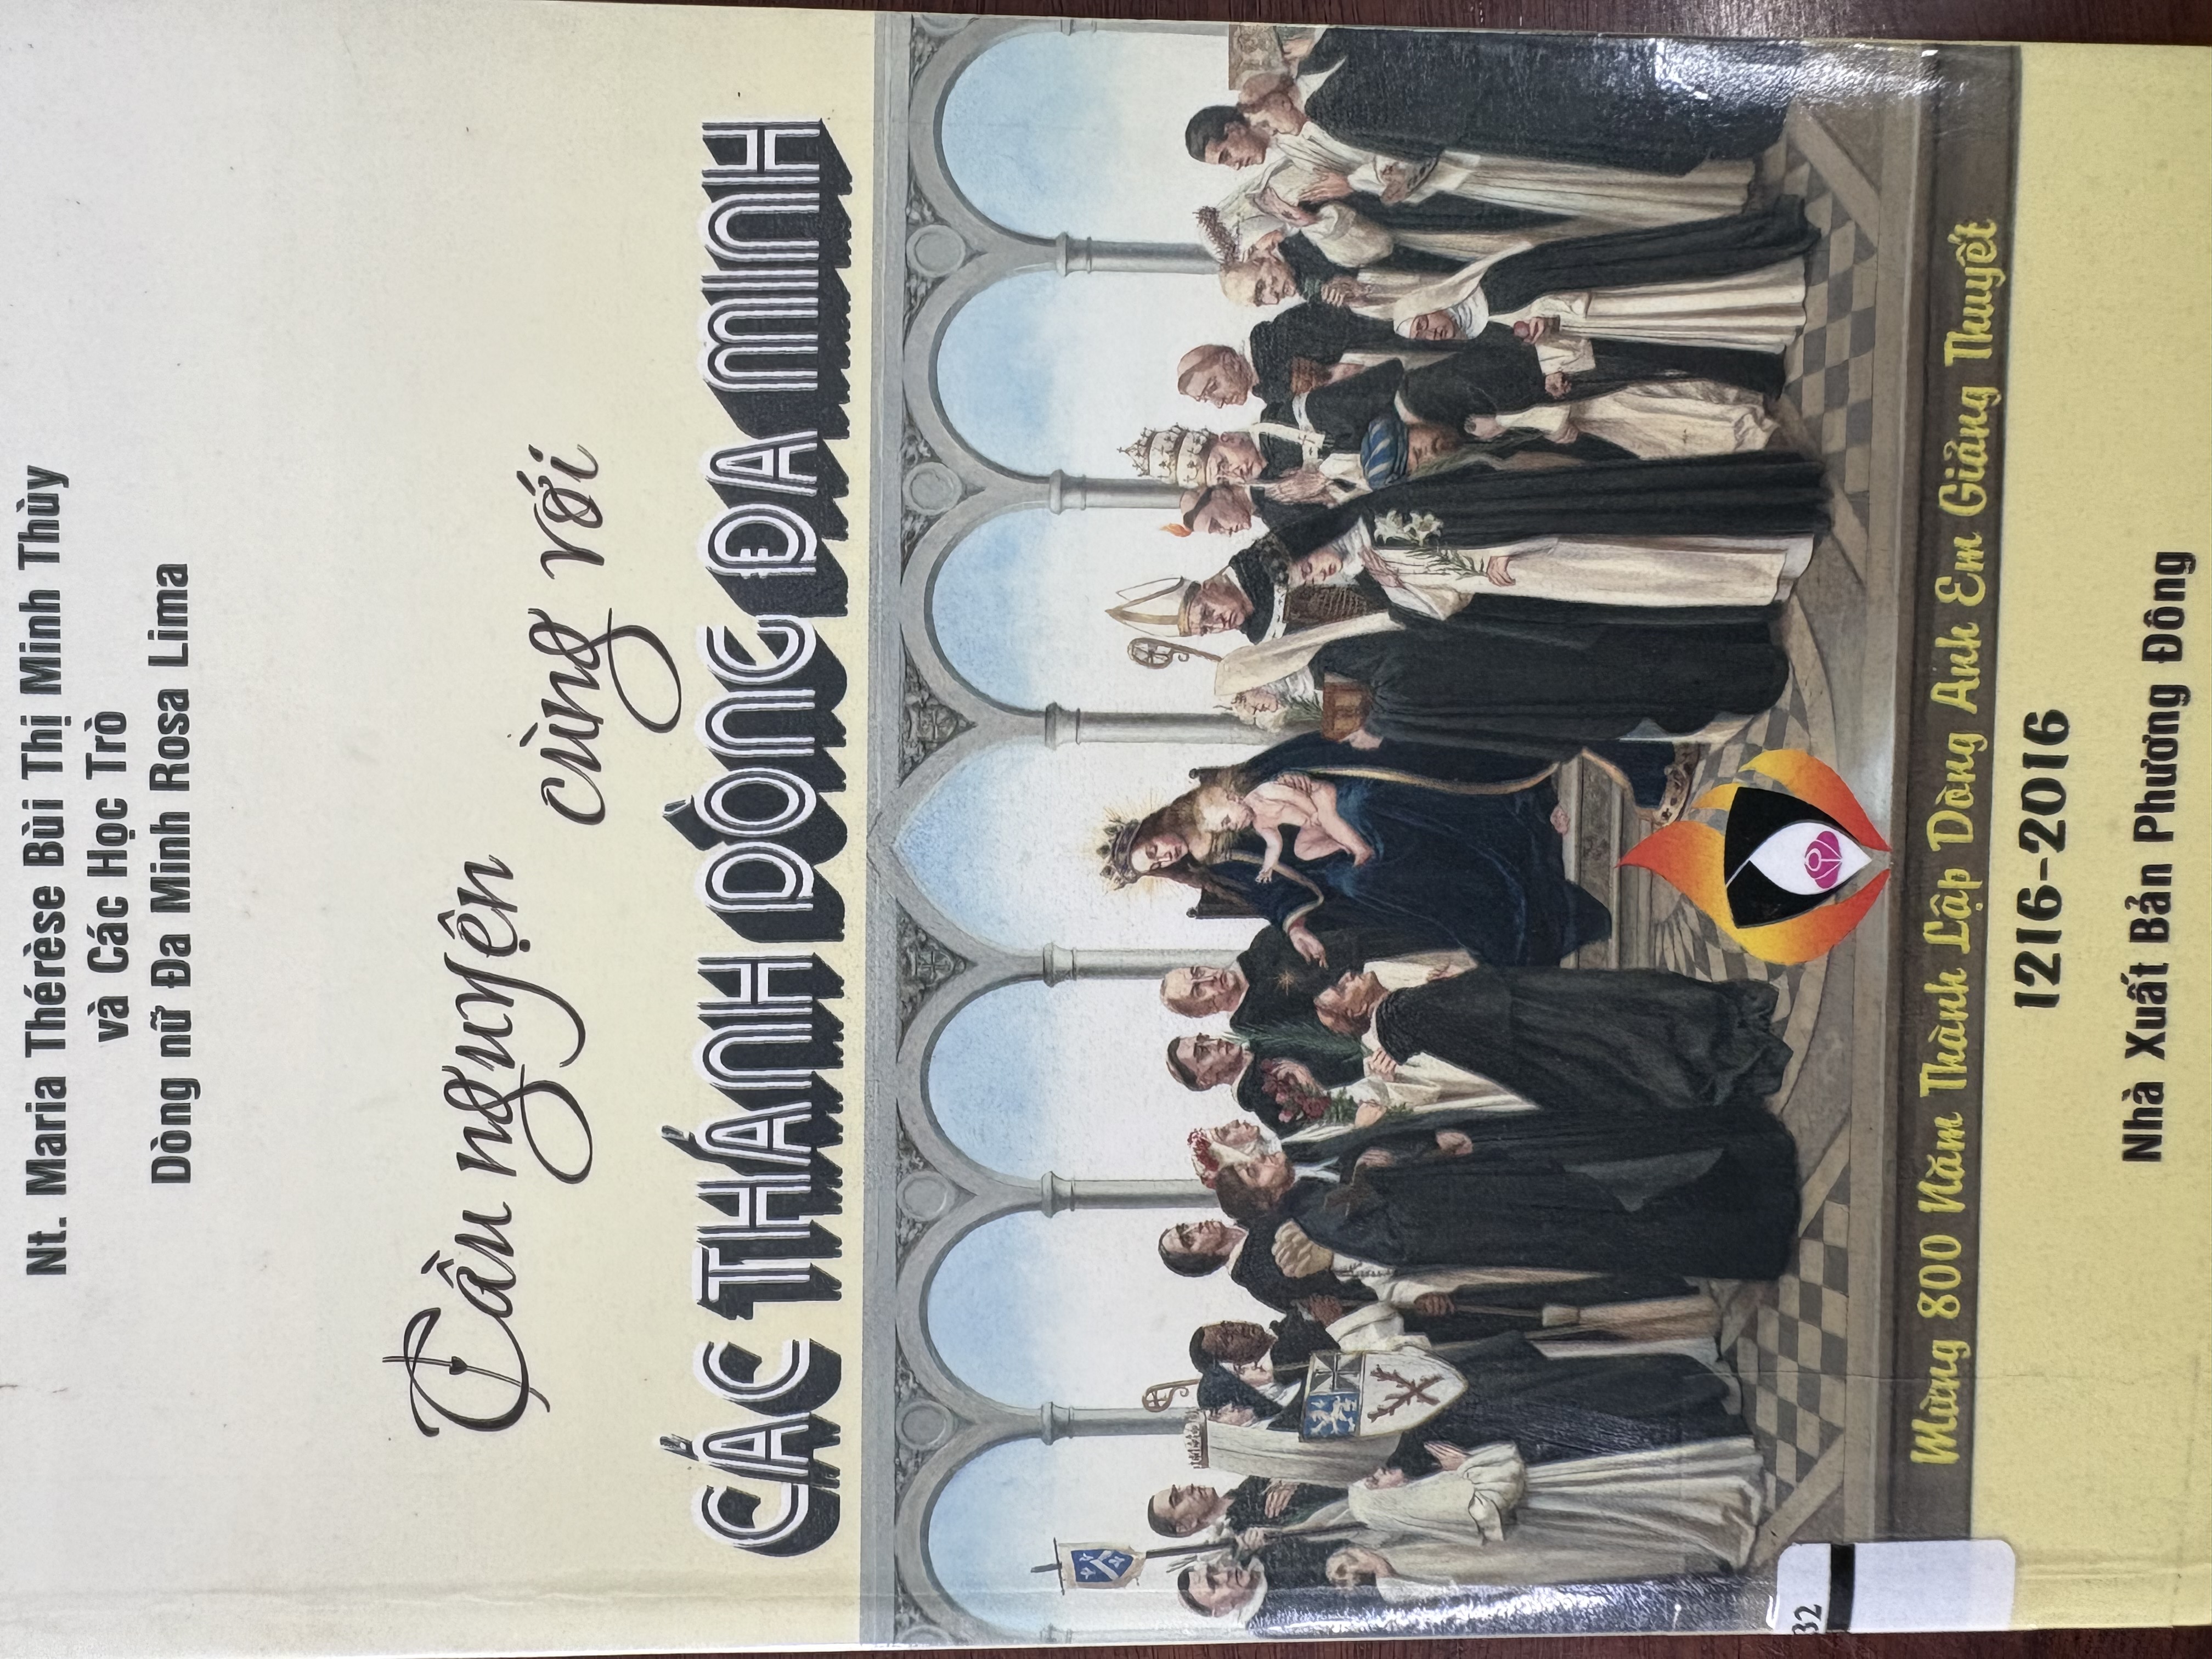 Nt. Maria Thérèse Bùi Thị Minh Thùy
và Các Học Trò
Dòng nữ Đa Minh Rosa Lima
Cầu nguyện
cùng với
CÁC THÁNH DÒNG ĐA MINH
Mừng 800 Năm Thành Lập Dòng Anh Em Giảng Thuyết
1216-2016
Nhà Xuất Bản Phương Đông